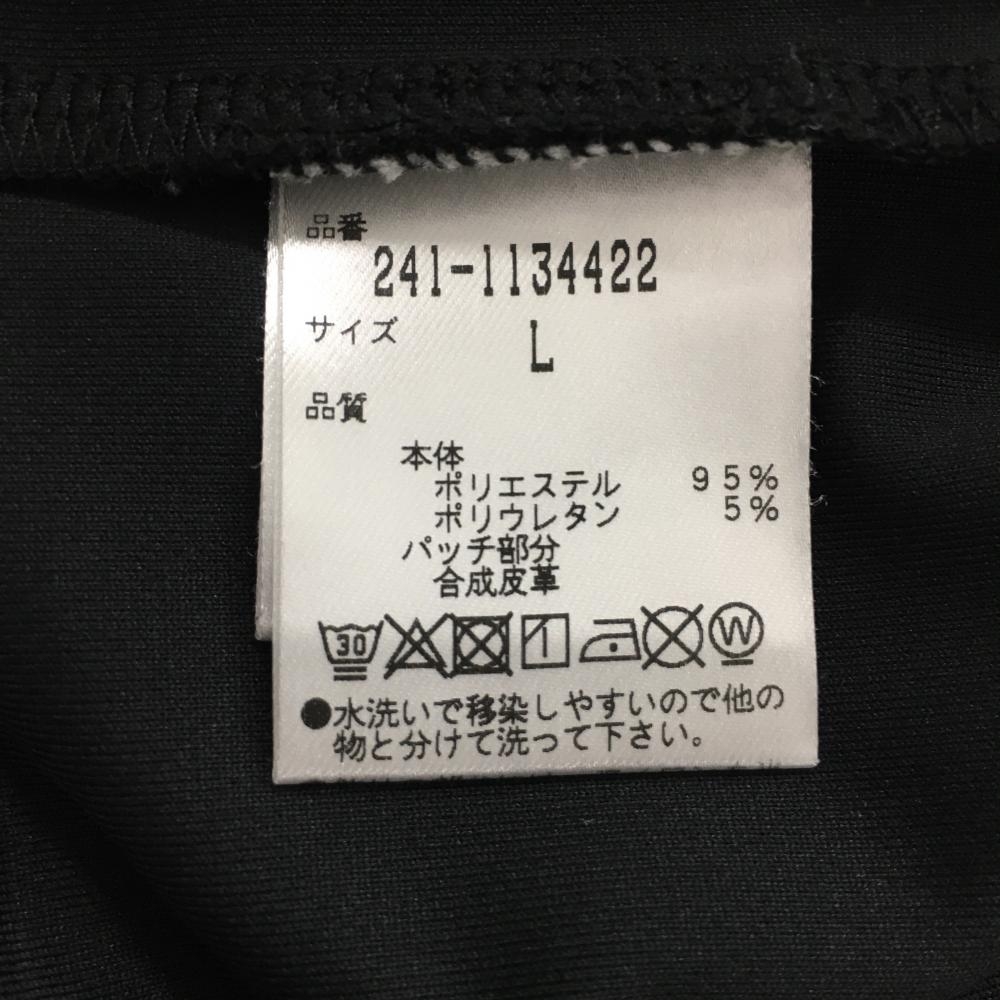 品番
241-1134422
サイズ L
品質
本体
ポリエステル 95%
ポリウレタン 5%
パッチ部分
合成皮革
30 W
●水洗いで移染しやすいので他の
物と分けて洗って下さい。